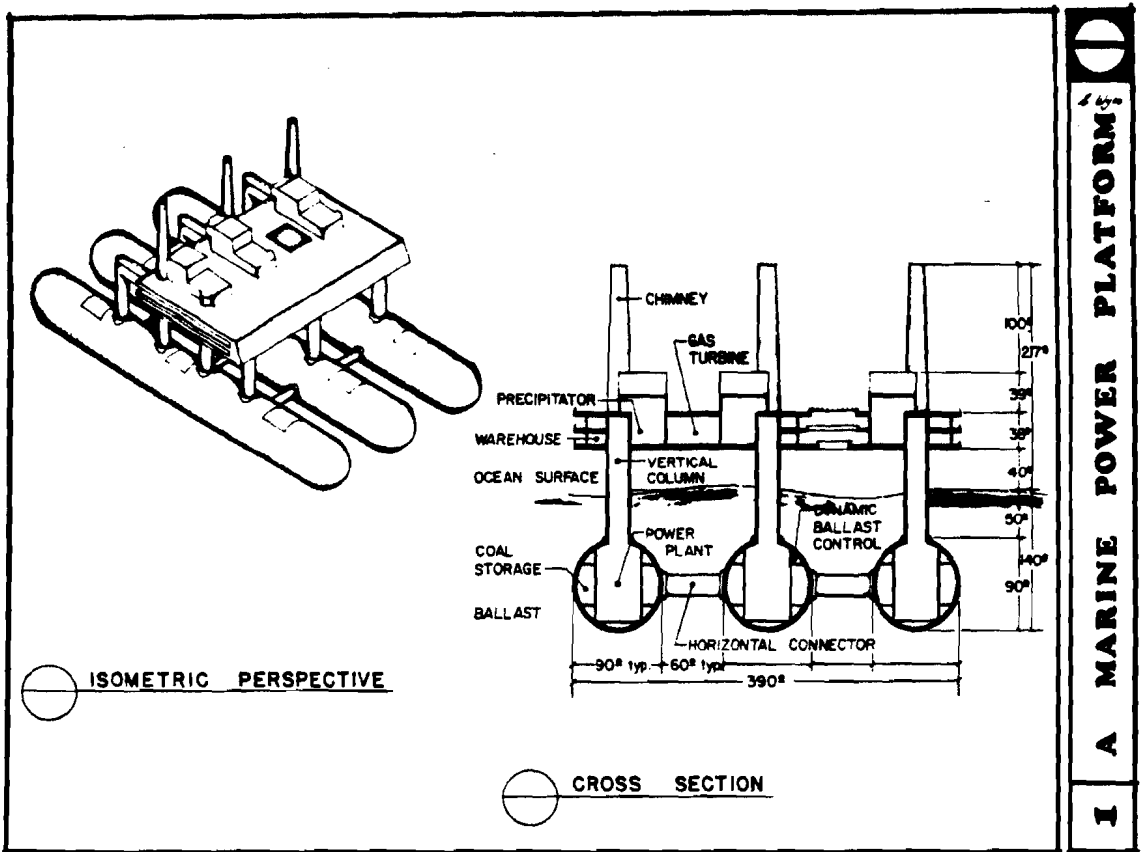 ISOMETRIC PERSPECTIVE
CHIMNEY
GAS
TURBINE
PRECIPITATOR
WAREHOUSE
VERTICAL
COLUMN
OCEAN SURFACE
DYNAMIC
BALLAST
CONTROL
POWER
PLANT
COAL
STORAGE
BALLAST
HORIZONTAL CONNECTOR
90' typ.
60' typ.
390'
100'
217'
39'
38'
40'
50'
140'
90'
CROSS SECTION
A MARINE POWER PLATFORM
1